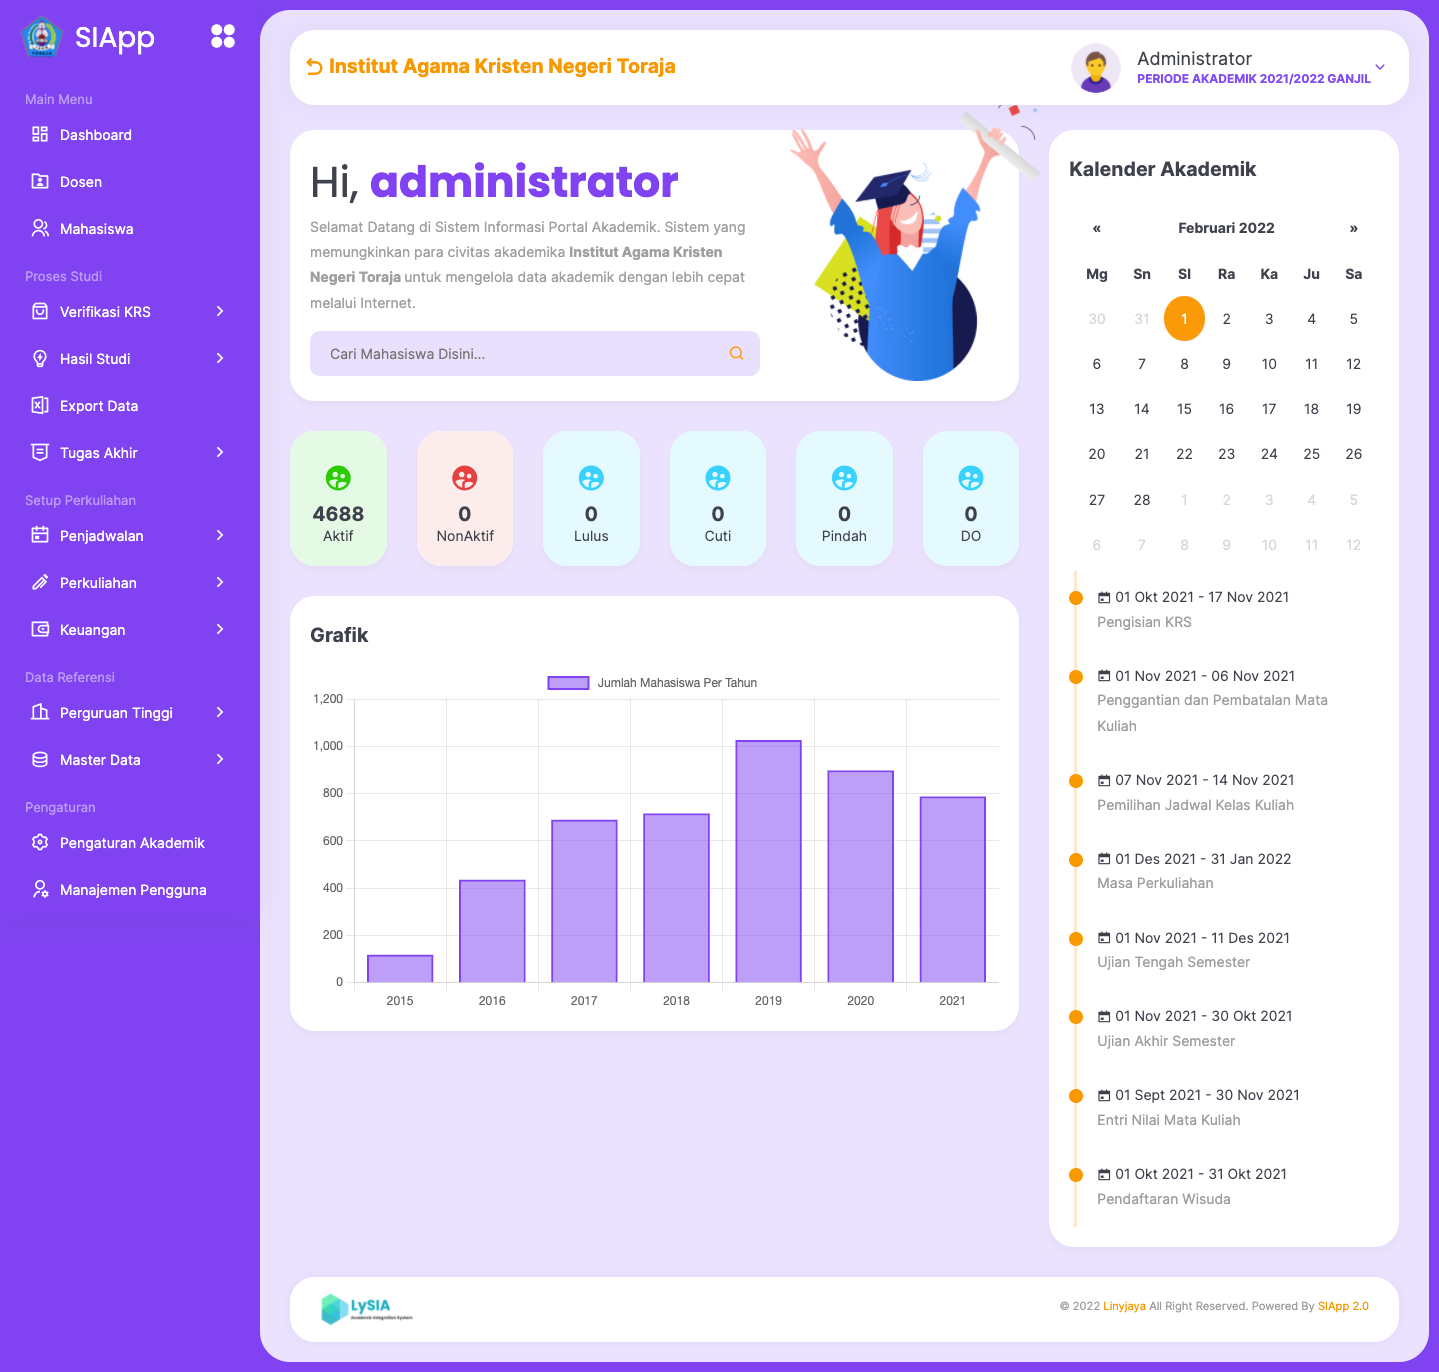 SIApp
Main Menu
Dashboard
Dosen
Mahasiswa
Proses Studi
Verifikasi KRS
Hasil Studi
Export Data
Tugas Akhir
Setup Perkuliahan
Penjadwalan
Perkuliahan
Keuangan
Data Referensi
Perguruan Tinggi
Master Data
Pengaturan
Pengaturan Akademik
Manajemen Pengguna
Institut Agama Kristen Negeri Toraja
Administrator
PERIODE AKADEMIK 2021/2022 GANJIL
Hi, administrator
Selamat Datang di Sistem Informasi Portal Akademik. Sistem yang
memungkinkan para civitas akademika Institut Agama Kristen
Negeri Toraja untuk mengelola data akademik dengan lebih cepat
melalui Internet.
Cari Mahasiswa Disini...
4688 0 0 0 0 0
Aktif NonAktif Lulus Cuti Pindah DO
Grafik
Jumlah Mahasiswa Per Tahun
1,200
1,000
800
600
400
200
0
2015 2016 2017 2018 2019 2020 2021
Kalender Akademik
« Februari 2022 »
Mg Sn Sl Ra Ka Ju Sa
30 31 1 2 3 4 5
6 7 8 9 10 11 12
13 14 15 16 17 18 19
20 21 22 23 24 25 26
27 28 1 2 3 4 5
6 7 8 9 10 11 12
01 Okt 2021 - 17 Nov 2021
Pengisian KRS
01 Nov 2021 - 06 Nov 2021
Penggantian dan Pembatalan Mata
Kuliah
07 Nov 2021 - 14 Nov 2021
Pemilihan Jadwal Kelas Kuliah
01 Des 2021 - 31 Jan 2022
Masa Perkuliahan
01 Nov 2021 - 11 Des 2021
Ujian Tengah Semester
01 Nov 2021 - 30 Okt 2021
Ujian Akhir Semester
01 Sept 2021 - 30 Nov 2021
Entri Nilai Mata Kuliah
01 Okt 2021 - 31 Okt 2021
Pendaftaran Wisuda
LySIA
Academic Integration System
© 2022 Linyjaya All Right Reserved. Powered By SIApp 2.0